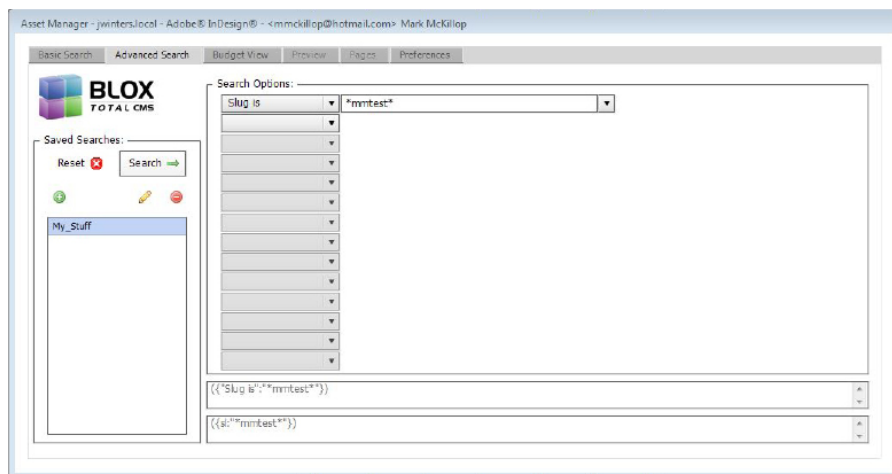 Asset Manager - jwinters.local - Adobe® InDesign® - <mmckillop@hotmail.com> Mark McKillop
Basic Search Advanced Search Budget View Preview Pages Preferences
BLOX
TOTAL CMS
Search Options:
Slug is *mmtest*
Saved Searches:
Reset Search
My_Stuff
({"Slug is":"*mmtest*"})
({sl:"*mmtest*"})